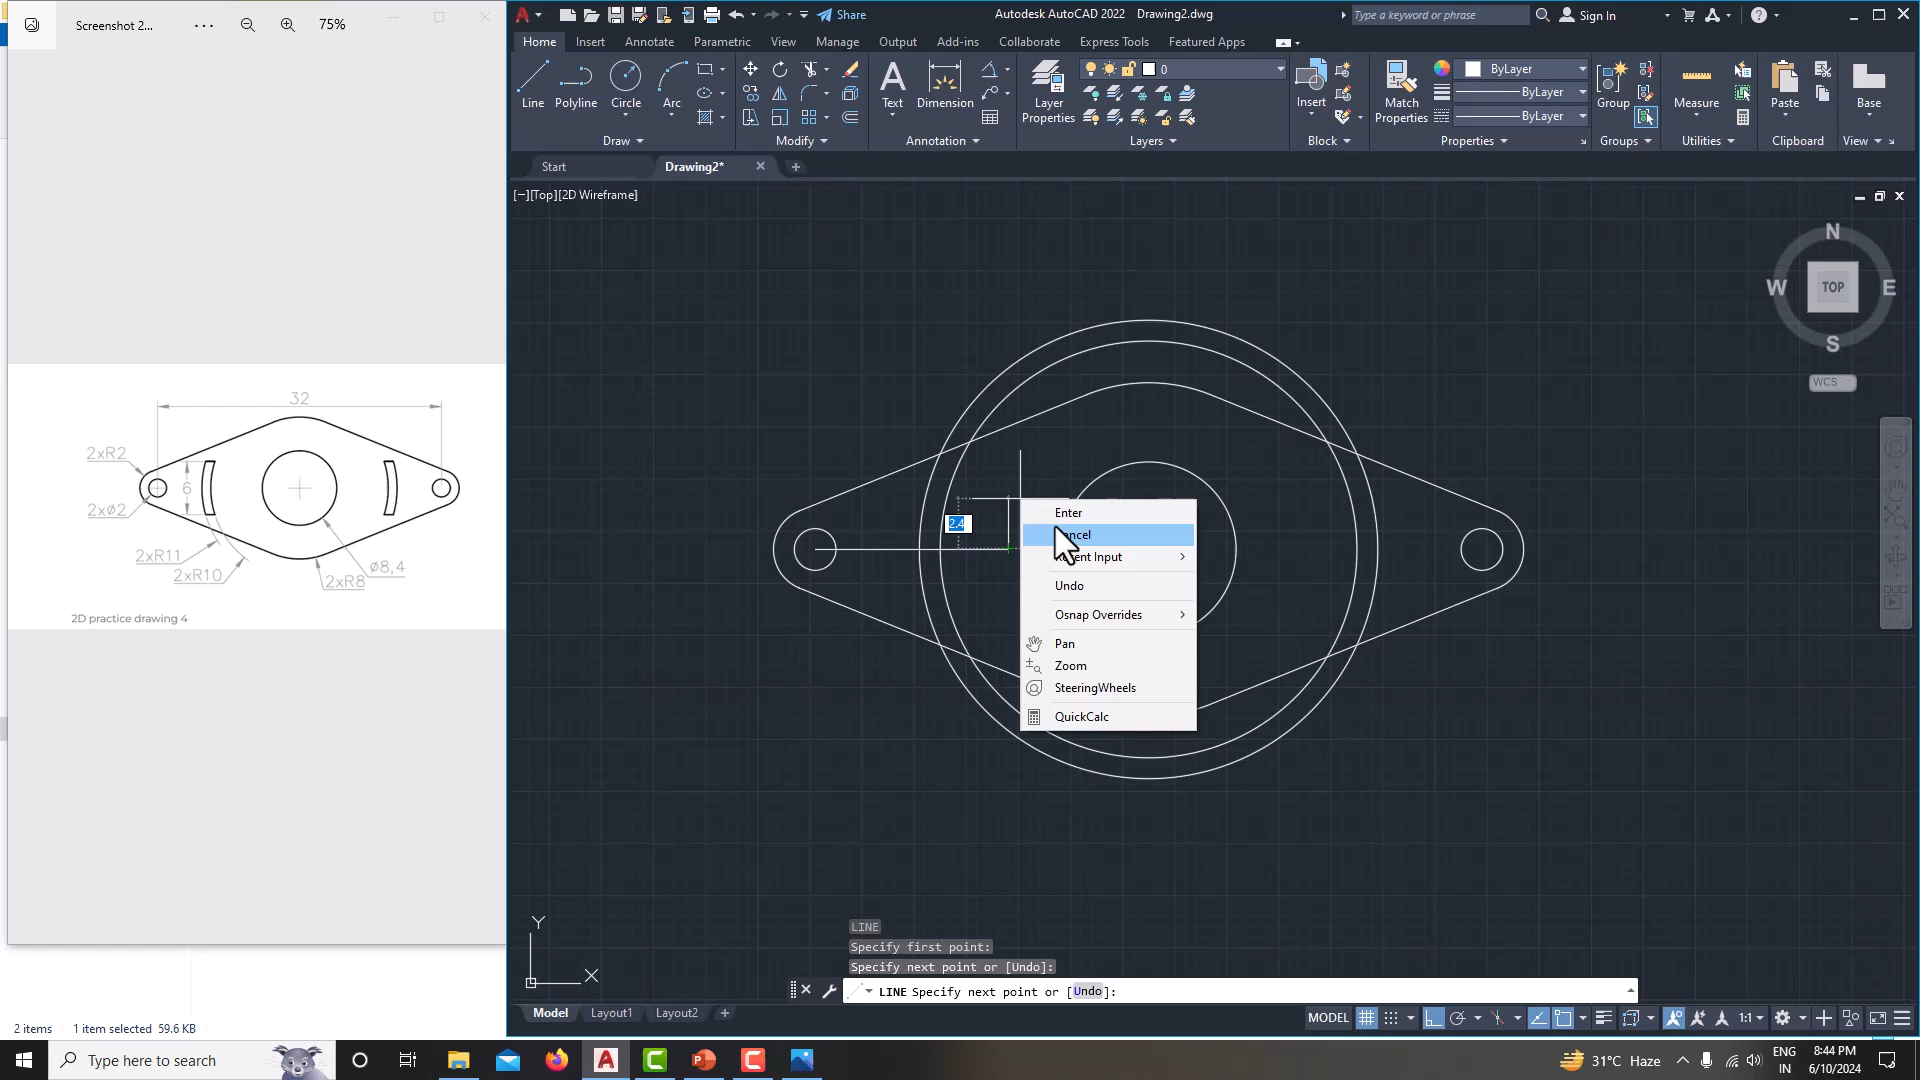 Screenshot 2...
75%
32
2xR2
6
2xø2
2xR11
2xR10
2xR8
ø8,4
2D practice drawing 4
2 items 1 item selected 59.6 KB
Share
Autodesk AutoCAD 2022 Drawing2.dwg
Type a keyword or phrase
Sign In
Home Insert Annotate Parametric View Manage Output Add-ins Collaborate Express Tools Featured Apps
Line Polyline Circle Arc
Draw
Modify
Text Dimension
Annotation
Layer
Properties
0
Layers
Insert
Block
Match
Properties
ByLayer
ByLayer
ByLayer
Properties
Group
Groups
Measure
Utilities
Paste
Clipboard
Base
View
Start Drawing2*
[−][Top][2D Wireframe]
N
W TOP E
S
WCS
2.4
Enter
Undo
Osnap Overrides
Pan
Zoom
SteeringWheels
QuickCalc
Y
X
LINE
Specify first point:
Specify next point or [Undo]:
LINE Specify next point or [Undo]:
Model Layout1 Layout2
MODEL
1:1
Type here to search
31°C Haze
ENG
IN
8:44 PM
6/10/2024